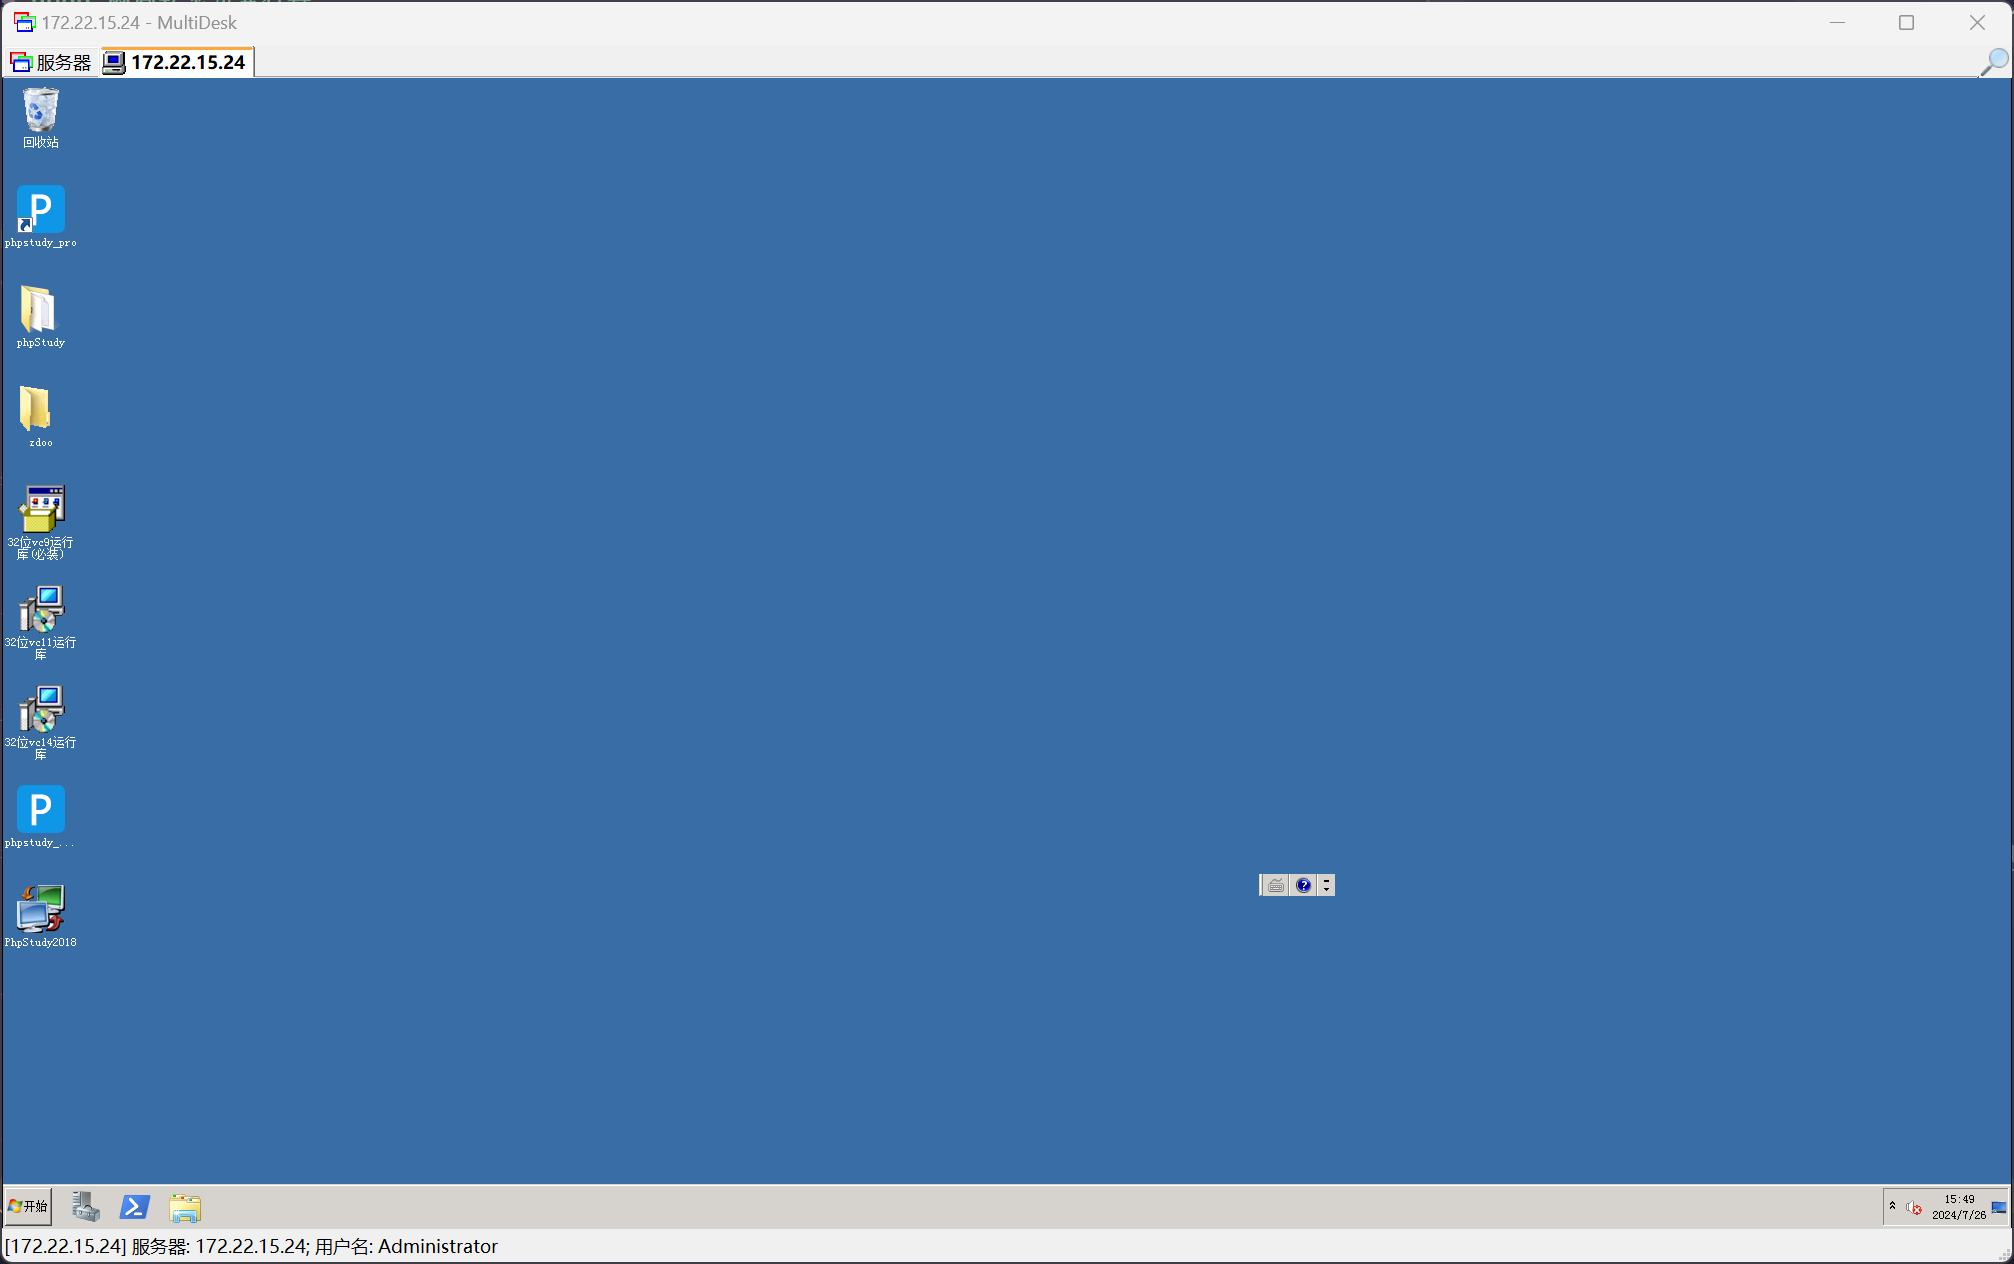 172.22.15.24 - MultiDesk
服务器
172.22.15.24
回收站
phpstudy_pro
phpStudy
zdoo
32位vc9运行
库(必装)
32位vc11运行
库
32位vc14运行
库
phpstudy_...
PhpStudy2018
开始
15:49
2024/7/26
[172.22.15.24] 服务器: 172.22.15.24; 用户名: Administrator